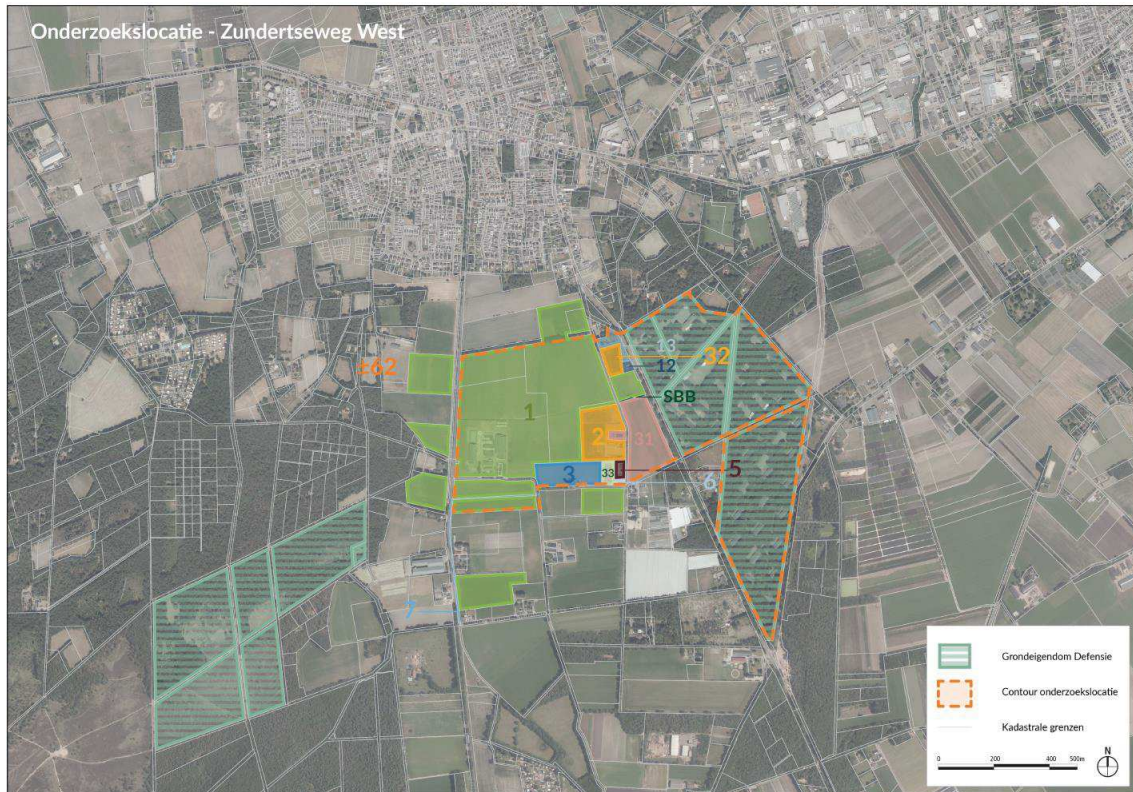 Onderzoekslocatie - Zundertseweg West
13
32
±62
12
SBB
1
2
31
3
33
5
6
7
Grondeigendom Defensie
Contour onderzoekslocatie
Kadastrale grenzen
0 200 400 500m
N